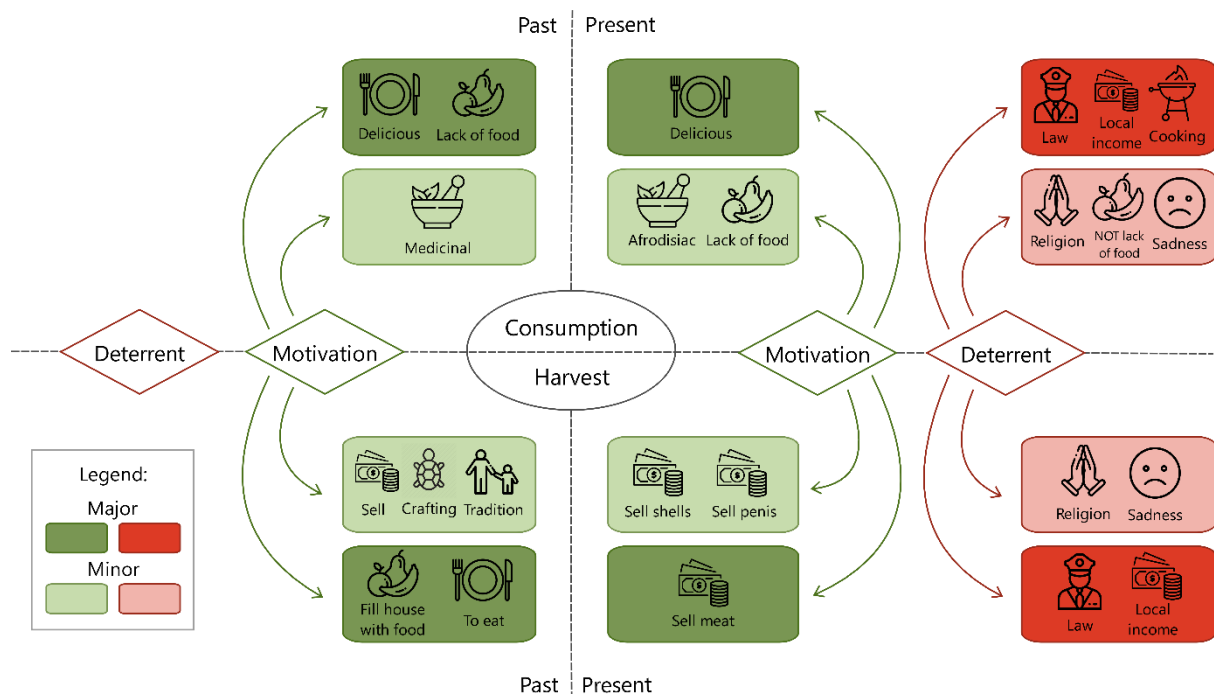 Past
Present
Delicious
Lack of food
Delicious
Law
Local
income
Cooking
Medicinal
Afrodisiac
Lack of food
Religion
NOT lack
of food
Sadness
Deterrent
Motivation
Consumption
Harvest
Motivation
Deterrent
Legend:
Major
Minor
Sell
Crafting
Tradition
Sell shells
Sell penis
Religion
Sadness
Fill house
with food
To eat
Sell meat
Law
Local
income
Past
Present